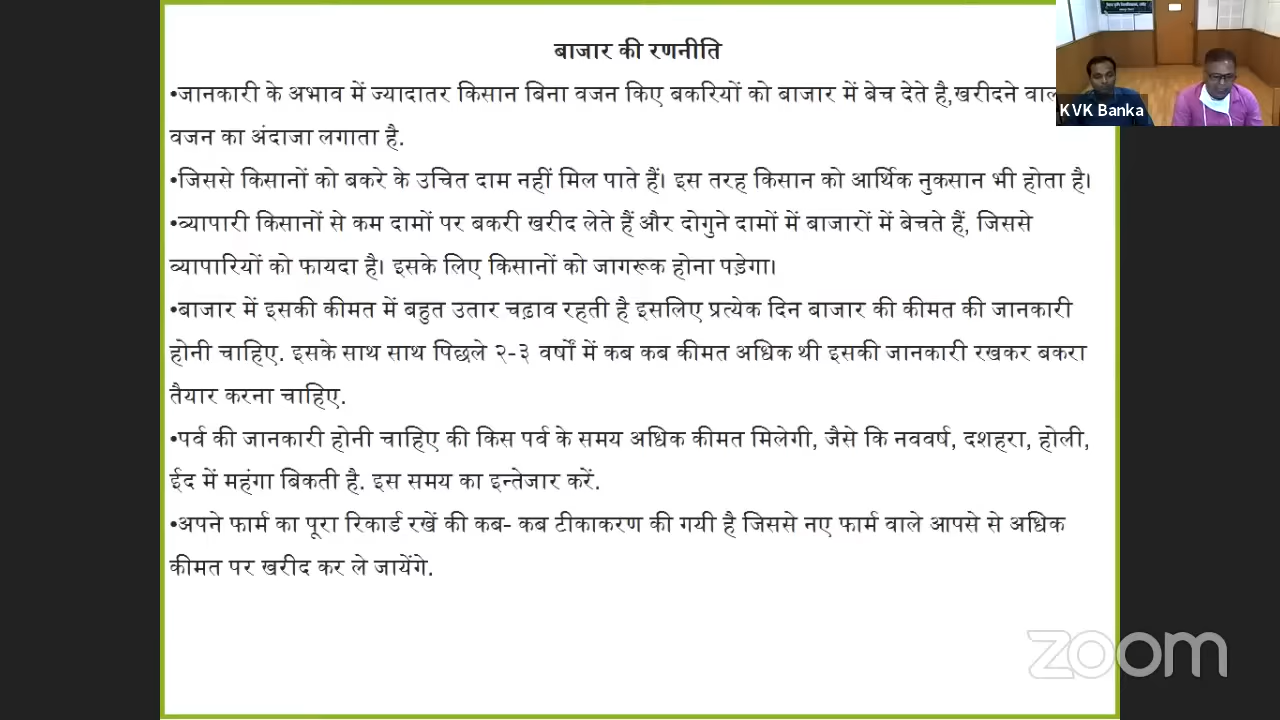 बाजार की रणनीति
•जानकारी के अभाव में ज्यादातर किसान बिना वजन किए बकरियों को बाजार में बेच देते है,खरीदने
वजन का अंदाजा लगाता है.
•जिससे किसानों को बकरे के उचित दाम नहीं मिल पाते हैं। इस तरह किसान को आर्थिक नुकसान भी होता है।
•व्यापारी किसानों से कम दामों पर बकरी खरीद लेते हैं और दोगुने दामों में बाजारों में बेचते हैं, जिससे
व्यापारियों को फायदा है। इसके लिए किसानों को जागरूक होना पड़ेगा।
•बाजार में इसकी कीमत में बहुत उतार चढ़ाव रहती है इसलिए प्रत्येक दिन बाजार की कीमत की जानकारी
होनी चाहिए. इसके साथ साथ पिछले २-३ वर्षों में कब कब कीमत अधिक थी इसकी जानकारी रखकर बकरा
तैयार करना चाहिए.
•पर्व की जानकारी होनी चाहिए की किस पर्व के समय अधिक कीमत मिलेगी, जैसे कि नववर्ष, दशहरा, होली,
ईद में महंगा बिकती है. इस समय का इन्तेजार करें.
•अपने फार्म का पूरा रिकार्ड रखें की कब- कब टीकाकरण की गयी है जिससे नए फार्म वाले आपसे से अधिक
कीमत पर खरीद कर ले जायेंगे.
KVK Banka
zoom